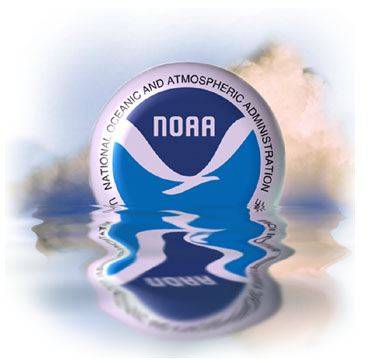 NATIONAL OCEANIC AND ATMOSPHERIC ADMINISTRATION
NOAA